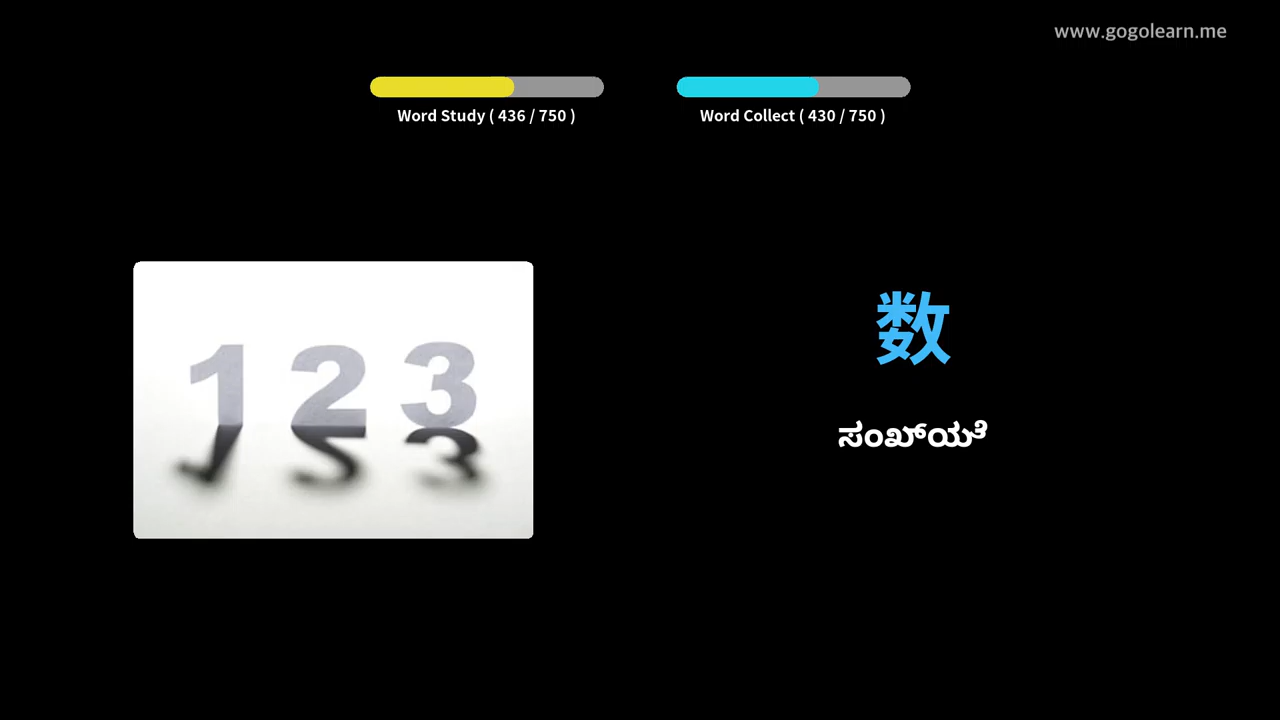 www.gogolearn.me
Word Study ( 436 / 750 )
Word Collect ( 430 / 750 )
1 2 3
数
ಸಂಖ್ಯೆ